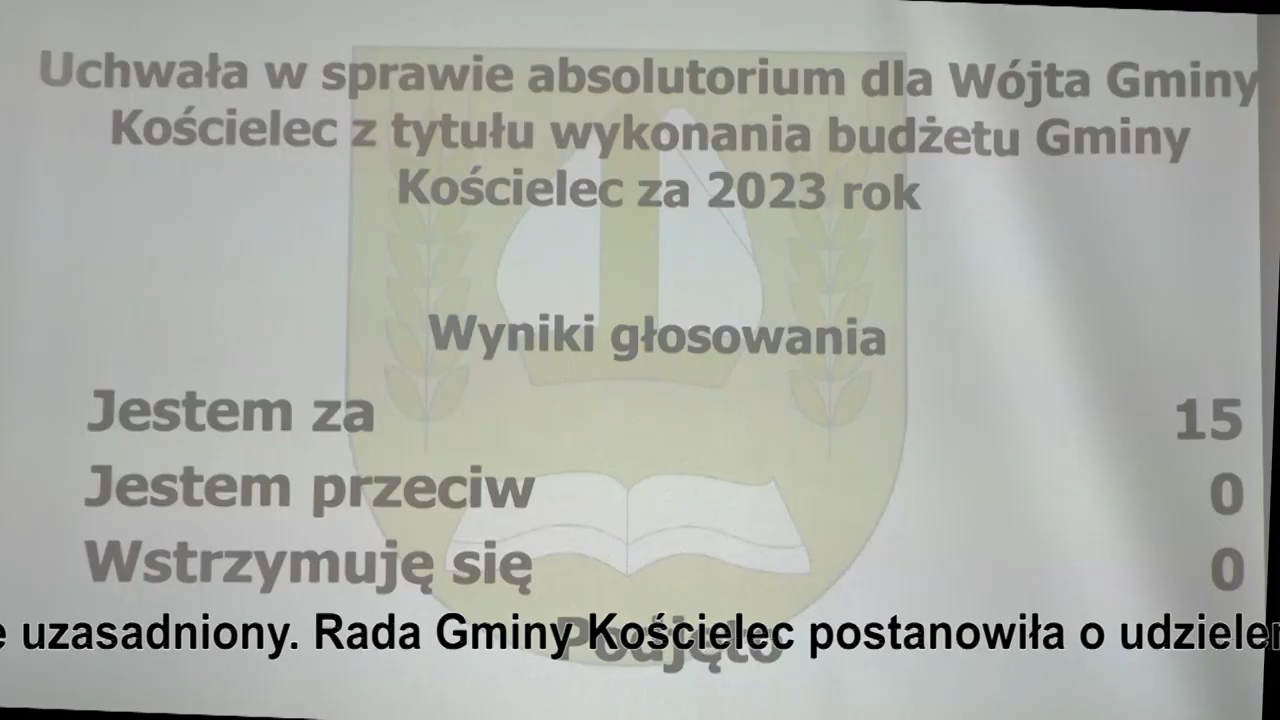 Uchwała w sprawie absolutorium dla Wójta Gminy
Kościelec z tytułu wykonania budżetu Gminy
Kościelec za 2023 rok
Wyniki głosowania
Jestem za 15
Jestem przeciw 0
Wstrzymuję się 0
uzasadniony. Rada Gminy Kościelec postanowiła o
Podjęto